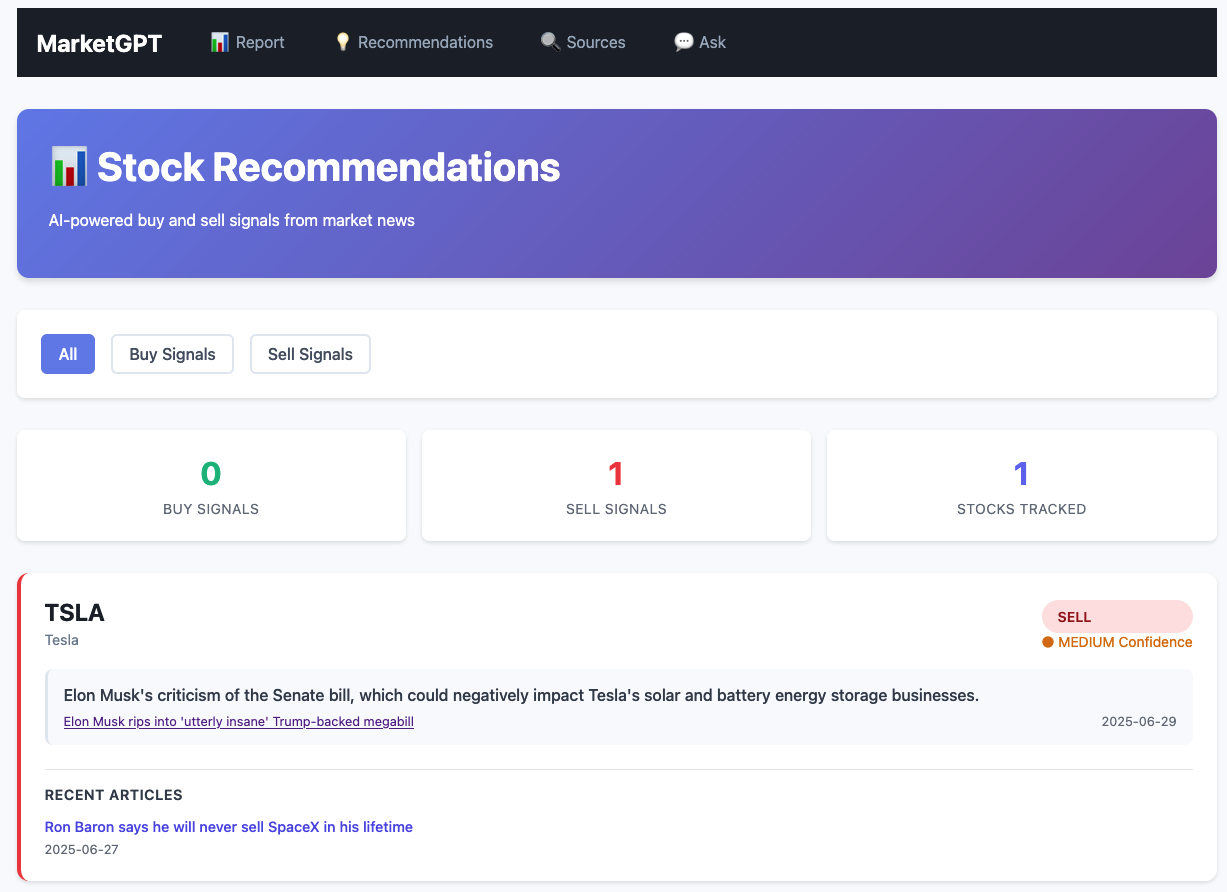 MarketGPT
Report
Recommendations
Sources
Ask
Stock Recommendations
AI-powered buy and sell signals from market news
All
Buy Signals
Sell Signals
0
BUY SIGNALS
1
SELL SIGNALS
1
STOCKS TRACKED
TSLA
Tesla
SELL
MEDIUM Confidence
Elon Musk's criticism of the Senate bill, which could negatively impact Tesla's solar and battery energy storage businesses.
Elon Musk rips into 'utterly insane' Trump-backed megabill
2025-06-29
RECENT ARTICLES
Ron Baron says he will never sell SpaceX in his lifetime
2025-06-27